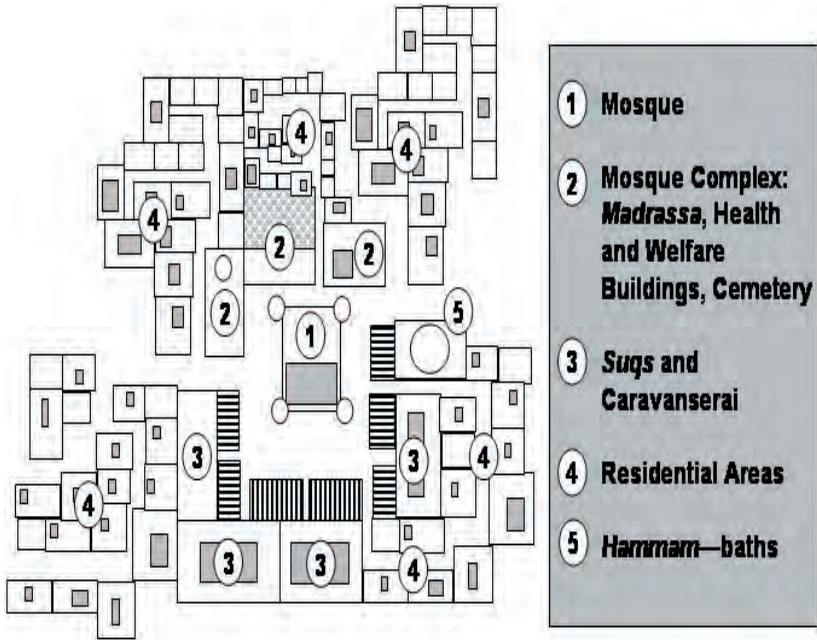 4
4
4
2
2
5
2
1
3
3
4
4
3
3
4
1 Mosque
2 Mosque Complex:
Madrassa, Health
and Welfare
Buildings, Cemetery
3 Suqs and
Caravanserai
4 Residential Areas
5 Hammam—baths